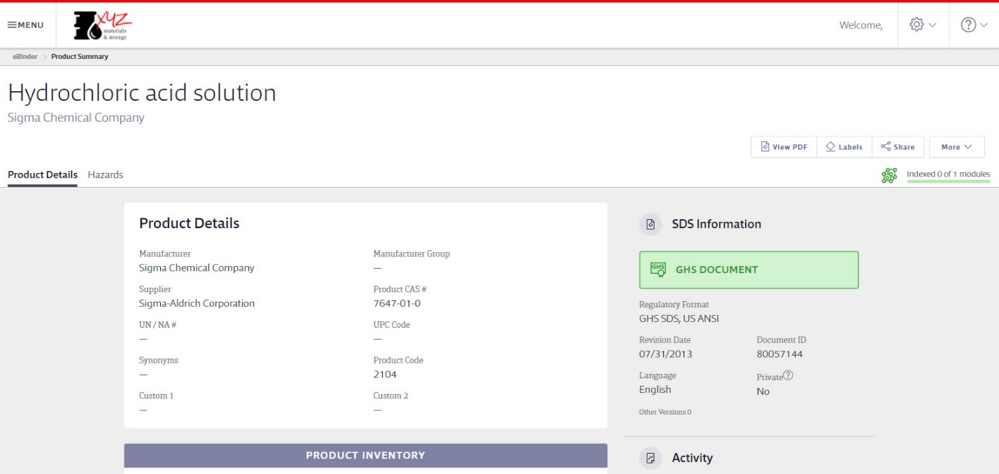 MENU
XYZ
materials
& storage
Welcome,
eBinder > Product Summary
Hydrochloric acid solution
Sigma Chemical Company
View PDF
Labels
Share
More
Product Details
Hazards
Indexed 0 of 1 modules
Product Details
Manufacturer
Sigma Chemical Company
Manufacturer Group
—
Supplier
Sigma-Aldrich Corporation
Product CAS #
7647-01-0
UN / NA #
—
UPC Code
—
Synonyms
—
Product Code
2104
Custom 1
—
Custom 2
—
PRODUCT INVENTORY
SDS Information
GHS
GHS DOCUMENT
Regulatory Format
GHS SDS, US ANSI
Revision Date
07/31/2013
Document ID
80057144
Language
English
Private ?
No
Other Versions 0
Activity